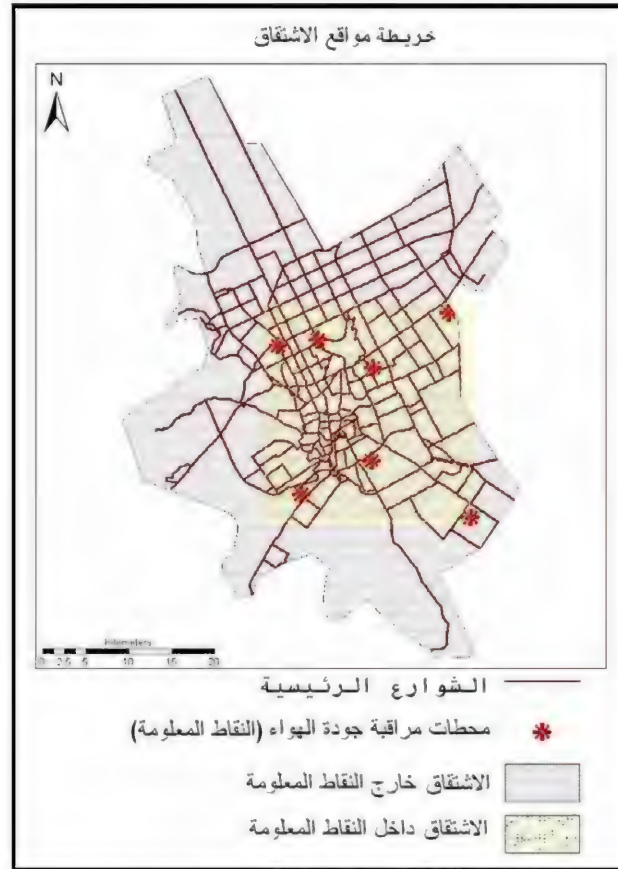 خريطة مواقع الاشتقاق
N
Kilometers
0 2.5 5 10 15 20
الشوارع الرئيسية
محطات مراقبة جودة الهواء (النقاط المعلومة)
الاشتقاق خارج النقاط المعلومة
الاشتقاق داخل النقاط المعلومة